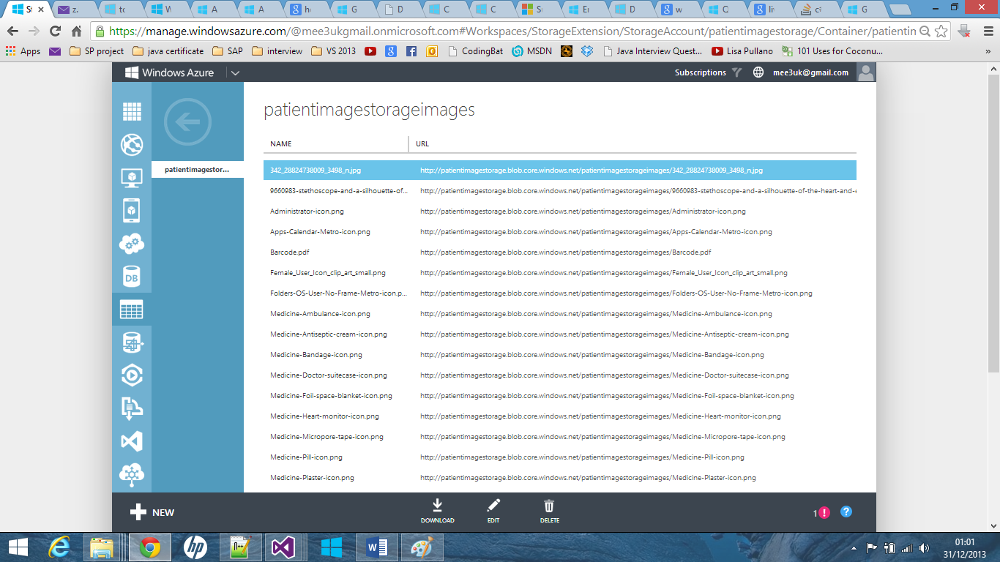 St
z.
to
W
A
A
he
G
D
C
C
St
Er
D
w
O
liv
c#
G
https://manage.windowsazure.com/@mee3ukgmail.onmicrosoft.com#Workspaces/StorageExtension/StorageAccount/patientimagestorage/Container/patientin
Apps SP project java certificate SAP interview VS 2013 CodingBat MSDN Java Interview Quest... Lisa Pullano 101 Uses for Coconu... »
Windows Azure Subscriptions mee3uk@gmail.com
patientimagestorageimages
NAME URL
patientimagestor...
342_28824738009_3498_n.jpg http://patientimagestorage.blob.core.windows.net/patientimagestorageimages/342_28824738009_3498_n.jpg
9660983-stethoscope-and-a-silhouette-of... http://patientimagestorage.blob.core.windows.net/patientimagestorageimages/9660983-stethoscope-and-a-silhouette-of-the-heart-and-e
Administrator-icon.png http://patientimagestorage.blob.core.windows.net/patientimagestorageimages/Administrator-icon.png
Apps-Calendar-Metro-icon.png http://patientimagestorage.blob.core.windows.net/patientimagestorageimages/Apps-Calendar-Metro-icon.png
Barcode.pdf http://patientimagestorage.blob.core.windows.net/patientimagestorageimages/Barcode.pdf
Female_User_Icon_clip_art_small.png http://patientimagestorage.blob.core.windows.net/patientimagestorageimages/Female_User_Icon_clip_art_small.png
Folders-OS-User-No-Frame-Metro-icon.p... http://patientimagestorage.blob.core.windows.net/patientimagestorageimages/Folders-OS-User-No-Frame-Metro-icon.png
Medicine-Ambulance-icon.png http://patientimagestorage.blob.core.windows.net/patientimagestorageimages/Medicine-Ambulance-icon.png
Medicine-Antiseptic-cream-icon.png http://patientimagestorage.blob.core.windows.net/patientimagestorageimages/Medicine-Antiseptic-cream-icon.png
Medicine-Bandage-icon.png http://patientimagestorage.blob.core.windows.net/patientimagestorageimages/Medicine-Bandage-icon.png
Medicine-Doctor-suitecase-icon.png http://patientimagestorage.blob.core.windows.net/patientimagestorageimages/Medicine-Doctor-suitecase-icon.png
Medicine-Foil-space-blanket-icon.png http://patientimagestorage.blob.core.windows.net/patientimagestorageimages/Medicine-Foil-space-blanket-icon.png
Medicine-Heart-monitor-icon.png http://patientimagestorage.blob.core.windows.net/patientimagestorageimages/Medicine-Heart-monitor-icon.png
Medicine-Micropore-tape-icon.png http://patientimagestorage.blob.core.windows.net/patientimagestorageimages/Medicine-Micropore-tape-icon.png
Medicine-Pill-icon.png http://patientimagestorage.blob.core.windows.net/patientimagestorageimages/Medicine-Pill-icon.png
Medicine-Plaster-icon.png http://patientimagestorage.blob.core.windows.net/patientimagestorageimages/Medicine-Plaster-icon.png
DB
NEW DOWNLOAD EDIT DELETE 1 ! ?
01:01
31/12/2013